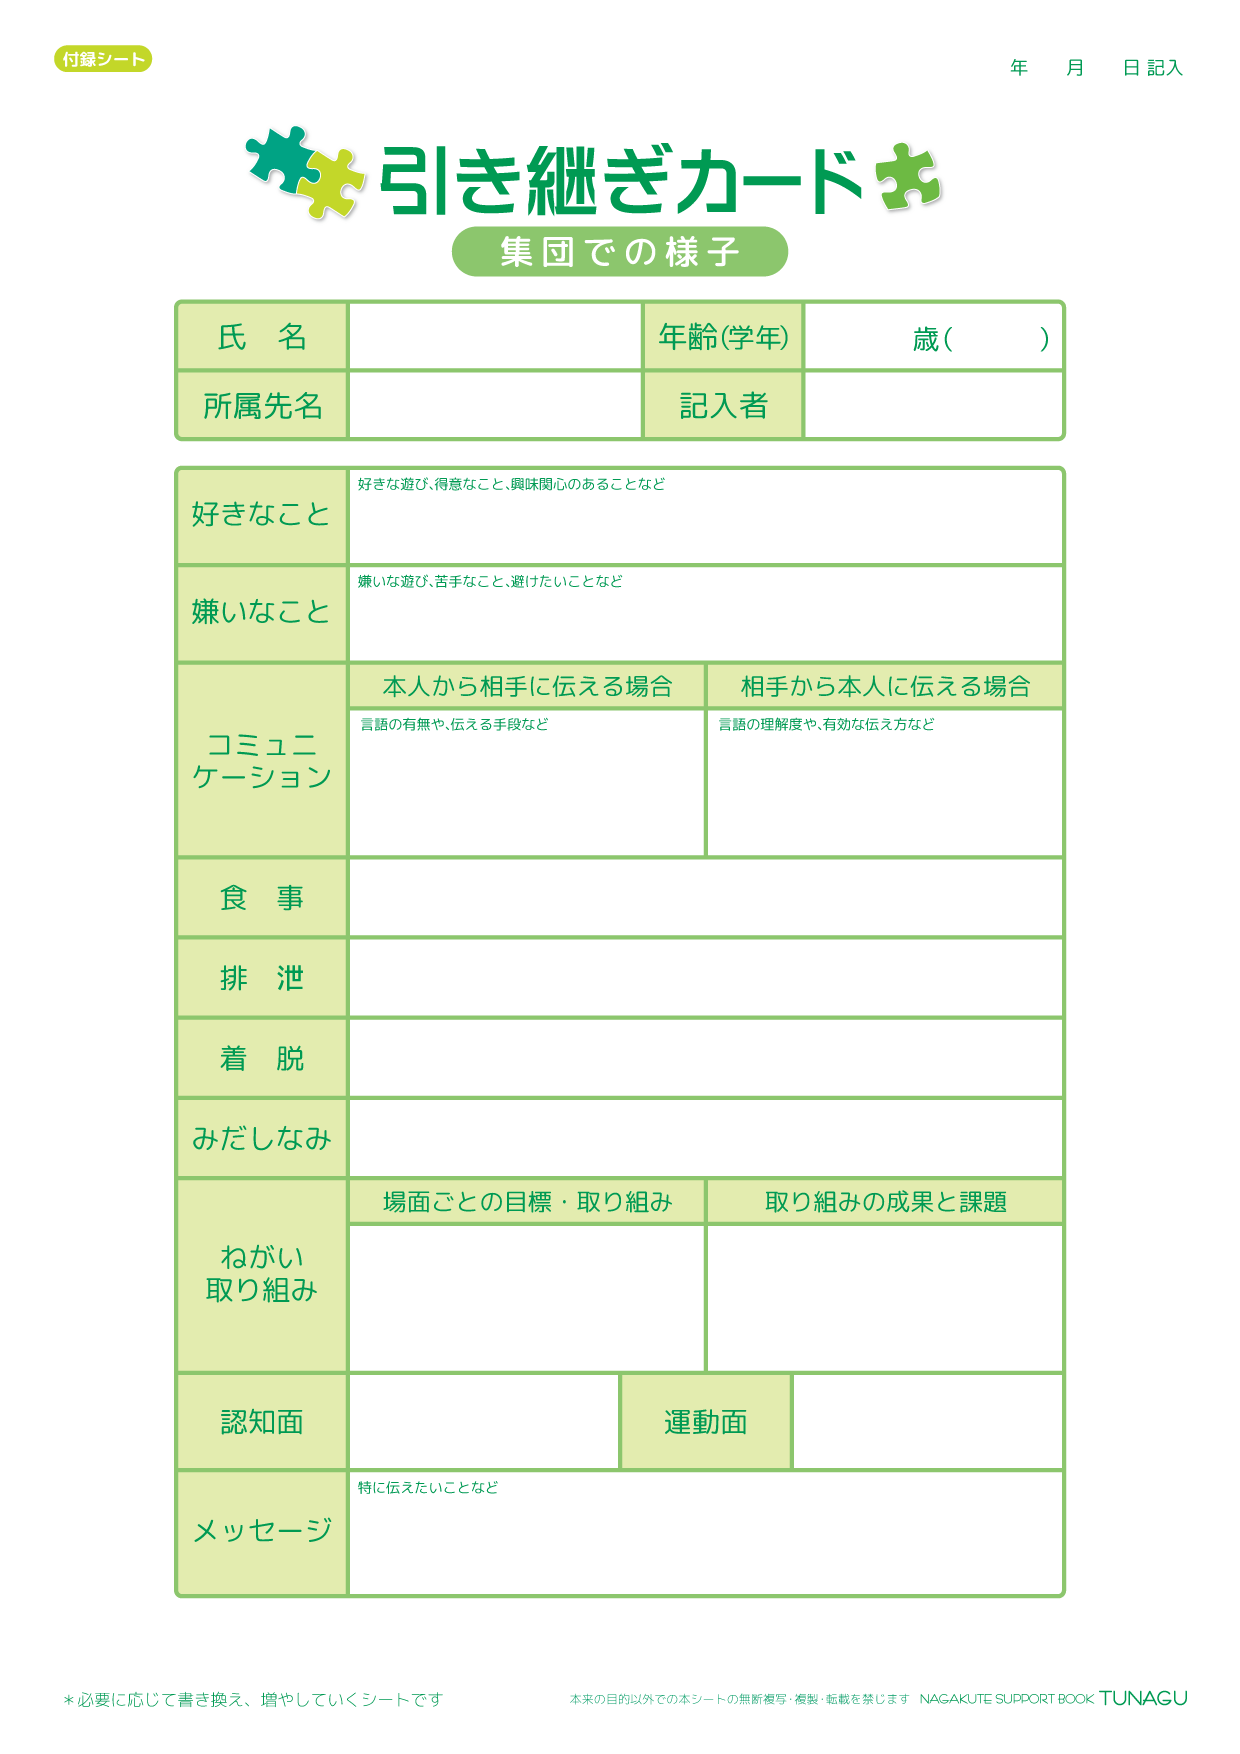 付録シート
年　　月　　日 記入
引き継ぎカード
集団での様子
氏　名
年齢(学年)
歳(　　　)
所属先名
記入者
好きなこと
好きな遊び、得意なこと、興味関心のあることなど
嫌いなこと
嫌いな遊び、苦手なこと、避けたいことなど
コミュニ
ケーション
本人から相手に伝える場合
相手から本人に伝える場合
言語の有無や、伝える手段など
言語の理解度や、有効な伝え方など
食　事
排　泄
着　脱
みだしなみ
ねがい
取り組み
場面ごとの目標・取り組み
取り組みの成果と課題
認知面
運動面
メッセージ
特に伝えたいことなど
＊必要に応じて書き換え、増やしていくシートです
本来の目的以外での本シートの無断複写・複製・転載を禁じます　NAGAKUTE SUPPORT BOOK TUNAGU